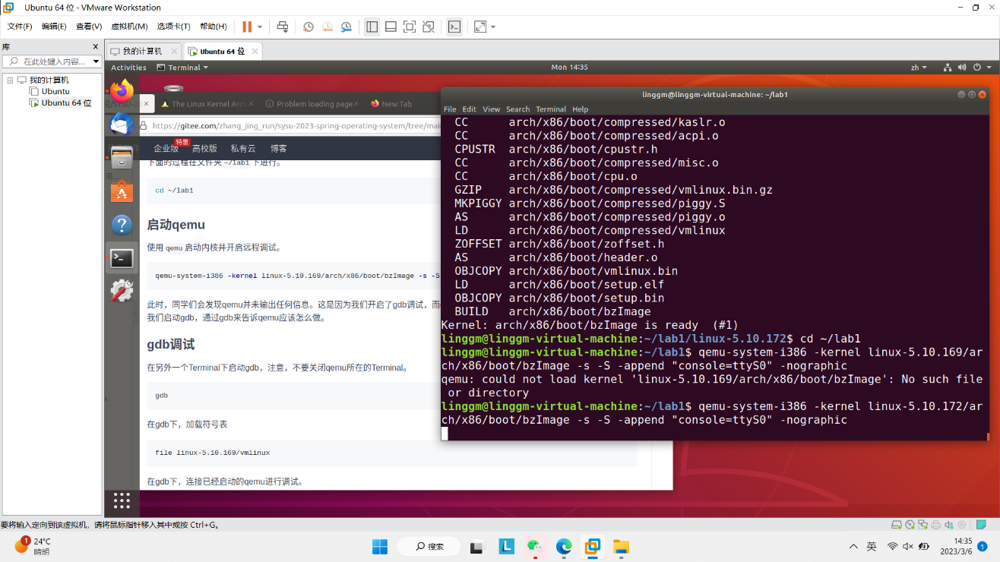 Ubuntu 64 位 - VMware Workstation
文件(F) 编辑(E) 查看(V) 虚拟机(M) 选项卡(T) 帮助(H)
库
在此处键入内容...
我的计算机
Ubuntu
Ubuntu 64 位
我的计算机
Ubuntu 64 位
Activities
Terminal
Mon 14:35
zh
The Linux Kernel Arc
Problem loading page
New Tab
https://gitee.com/zhang_jing_run/sysu-2023-spring-operating-system/tree/mai
企业版 特惠 高校版 私有云 博客
下面的过程在文件夹 ~/lab1 下进行。
cd ~/lab1
启动qemu
使用 qemu 启动内核并开启远程调试。
qemu-system-i386 -kernel linux-5.10.169/arch/x86/boot/bzImage -s -S
此时，同学们会发现qemu并未输出任何信息。这是因为我们开启了gdb调试，而
我们启动gdb，通过gdb来告诉qemu应该怎么做。
gdb调试
在另外一个Terminal下启动gdb，注意，不要关闭qemu所在的Terminal。
gdb
在gdb下，加载符号表
file linux-5.10.169/vmlinux
在gdb下，连接已经启动的qemu进行调试。
linggm@linggm-virtual-machine: ~/lab1
File Edit View Search Terminal Help
CC arch/x86/boot/compressed/kaslr.o
CC arch/x86/boot/compressed/acpi.o
CPUSTR arch/x86/boot/cpustr.h
CC arch/x86/boot/compressed/misc.o
CC arch/x86/boot/cpu.o
GZIP arch/x86/boot/compressed/vmlinux.bin.gz
MKPIGGY arch/x86/boot/compressed/piggy.S
AS arch/x86/boot/compressed/piggy.o
LD arch/x86/boot/compressed/vmlinux
ZOFFSET arch/x86/boot/zoffset.h
AS arch/x86/boot/header.o
OBJCOPY arch/x86/boot/vmlinux.bin
LD arch/x86/boot/setup.elf
OBJCOPY arch/x86/boot/setup.bin
BUILD arch/x86/boot/bzImage
Kernel: arch/x86/boot/bzImage is ready (#1)
linggm@linggm-virtual-machine:~/lab1/linux-5.10.172$ cd ~/lab1
linggm@linggm-virtual-machine:~/lab1$ qemu-system-i386 -kernel linux-5.10.169/ar
ch/x86/boot/bzImage -s -S -append "console=ttyS0" -nographic
qemu: could not load kernel 'linux-5.10.169/arch/x86/boot/bzImage': No such file
or directory
linggm@linggm-virtual-machine:~/lab1$ qemu-system-i386 -kernel linux-5.10.172/ar
ch/x86/boot/bzImage -s -S -append "console=ttyS0" -nographic
要将输入定向到该虚拟机，请将鼠标指针移入其中或按 Ctrl+G。
1
24°C
晴朗
搜索
英
14:35
2023/3/6
1